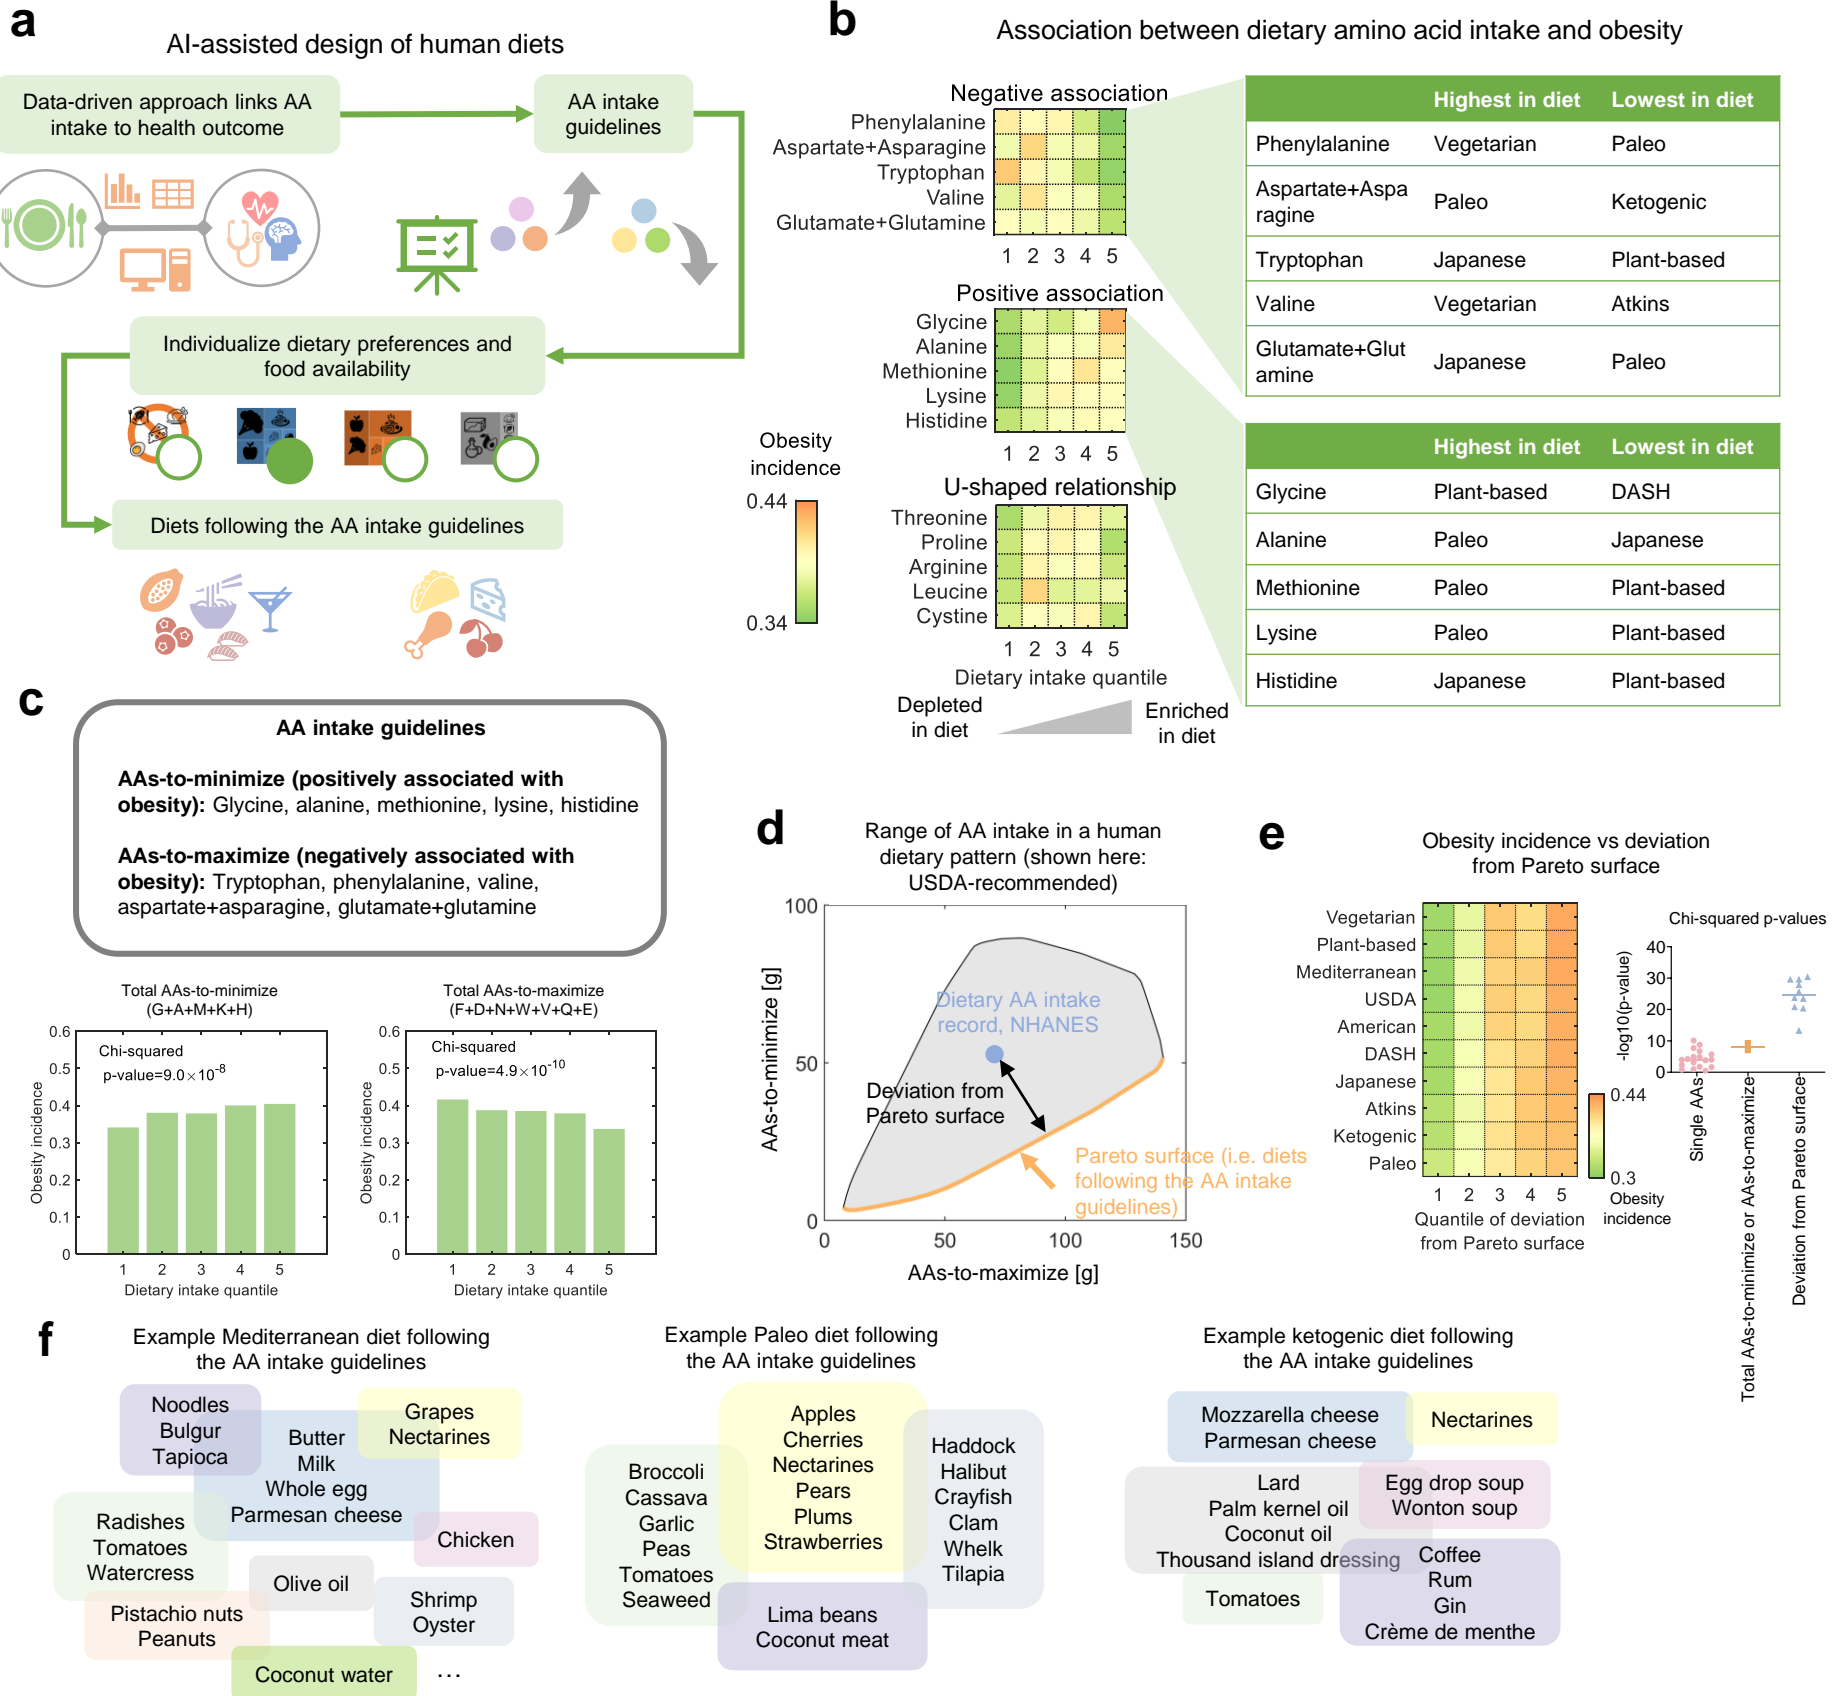 a
AI-assisted design of human diets
Data-driven approach links AA
intake to health outcome
AA intake
guidelines
Individualize dietary preferences and
food availability
Diets following the AA intake guidelines
b
Association between dietary amino acid intake and obesity
Negative association
Phenylalanine
Aspartate+Asparagine
Tryptophan
Valine
Glutamate+Glutamine
1 2 3 4 5
Positive association
Glycine
Alanine
Methionine
Lysine
Histidine
1 2 3 4 5
U-shaped relationship
Threonine
Proline
Arginine
Leucine
Cystine
1 2 3 4 5
Dietary intake quantile
Depleted
in diet
Enriched
in diet
Obesity
incidence
0.44
0.34
Highest in diet Lowest in diet
Phenylalanine Vegetarian Paleo
Aspartate+Aspa
ragine Paleo Ketogenic
Tryptophan Japanese Plant-based
Valine Vegetarian Atkins
Glutamate+Glut
amine Japanese Paleo
Highest in diet Lowest in diet
Glycine Plant-based DASH
Alanine Paleo Japanese
Methionine Paleo Plant-based
Lysine Paleo Plant-based
Histidine Japanese Plant-based
c
AA intake guidelines
AAs-to-minimize (positively associated with
obesity): Glycine, alanine, methionine, lysine, histidine
AAs-to-maximize (negatively associated with
obesity): Tryptophan, phenylalanine, valine,
aspartate+asparagine, glutamate+glutamine
Total AAs-to-minimize
(G+A+M+K+H)
Chi-squared
p-value=9.0×10-8
0.6
0.5
0.4
0.3
0.2
0.1
0
Obesity incidence
1 2 3 4 5
Dietary intake quantile
Total AAs-to-maximize
(F+D+N+W+V+Q+E)
Chi-squared
p-value=4.9×10-10
0.6
0.5
0.4
0.3
0.2
0.1
0
Obesity incidence
1 2 3 4 5
Dietary intake quantile
d
Range of AA intake in a human
dietary pattern (shown here:
USDA-recommended)
100
50
0
AAs-to-minimize [g]
Dietary AA intake
record, NHANES
Deviation from
Pareto surface
Pareto surface (i.e. diets
following the AA intake
guidelines)
0 50 100 150
AAs-to-maximize [g]
e
Obesity incidence vs deviation
from Pareto surface
Vegetarian
Plant-based
Mediterranean
USDA
American
DASH
Japanese
Atkins
Ketogenic
Paleo
1 2 3 4 5
Quantile of deviation
from Pareto surface
0.44
0.3
Obesity
incidence
Chi-squared p-values
-log10(p-value)
40
30
20
10
0
Single AAs
Total AAs-to-minimize or AAs-to-maximize
Deviation from Pareto surface
f
Example Mediterranean diet following
the AA intake guidelines
Noodles
Bulgur
Tapioca
Butter
Milk
Whole egg
Parmesan cheese
Grapes
Nectarines
Radishes
Tomatoes
Watercress
Chicken
Olive oil
Shrimp
Oyster
Pistachio nuts
Peanuts
Coconut water
...
Example Paleo diet following
the AA intake guidelines
Broccoli
Cassava
Garlic
Peas
Tomatoes
Seaweed
Apples
Cherries
Nectarines
Pears
Plums
Strawberries
Haddock
Halibut
Crayfish
Clam
Whelk
Tilapia
Lima beans
Coconut meat
Example ketogenic diet following
the AA intake guidelines
Mozzarella cheese
Parmesan cheese
Nectarines
Lard
Palm kernel oil
Coconut oil
Thousand island dressing
Egg drop soup
Wonton soup
Tomatoes
Coffee
Rum
Gin
Crème de menthe